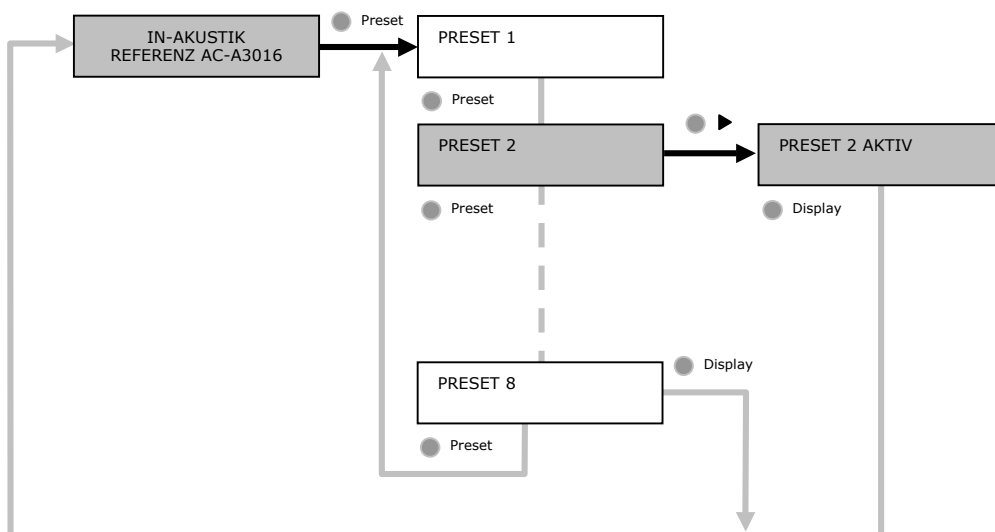 IN-AKUSTIK
REFERENZ AC-A3016
Preset
PRESET 1
Preset
PRESET 2
PRESET 2 AKTIV
Preset
Display
PRESET 8
Display
Preset